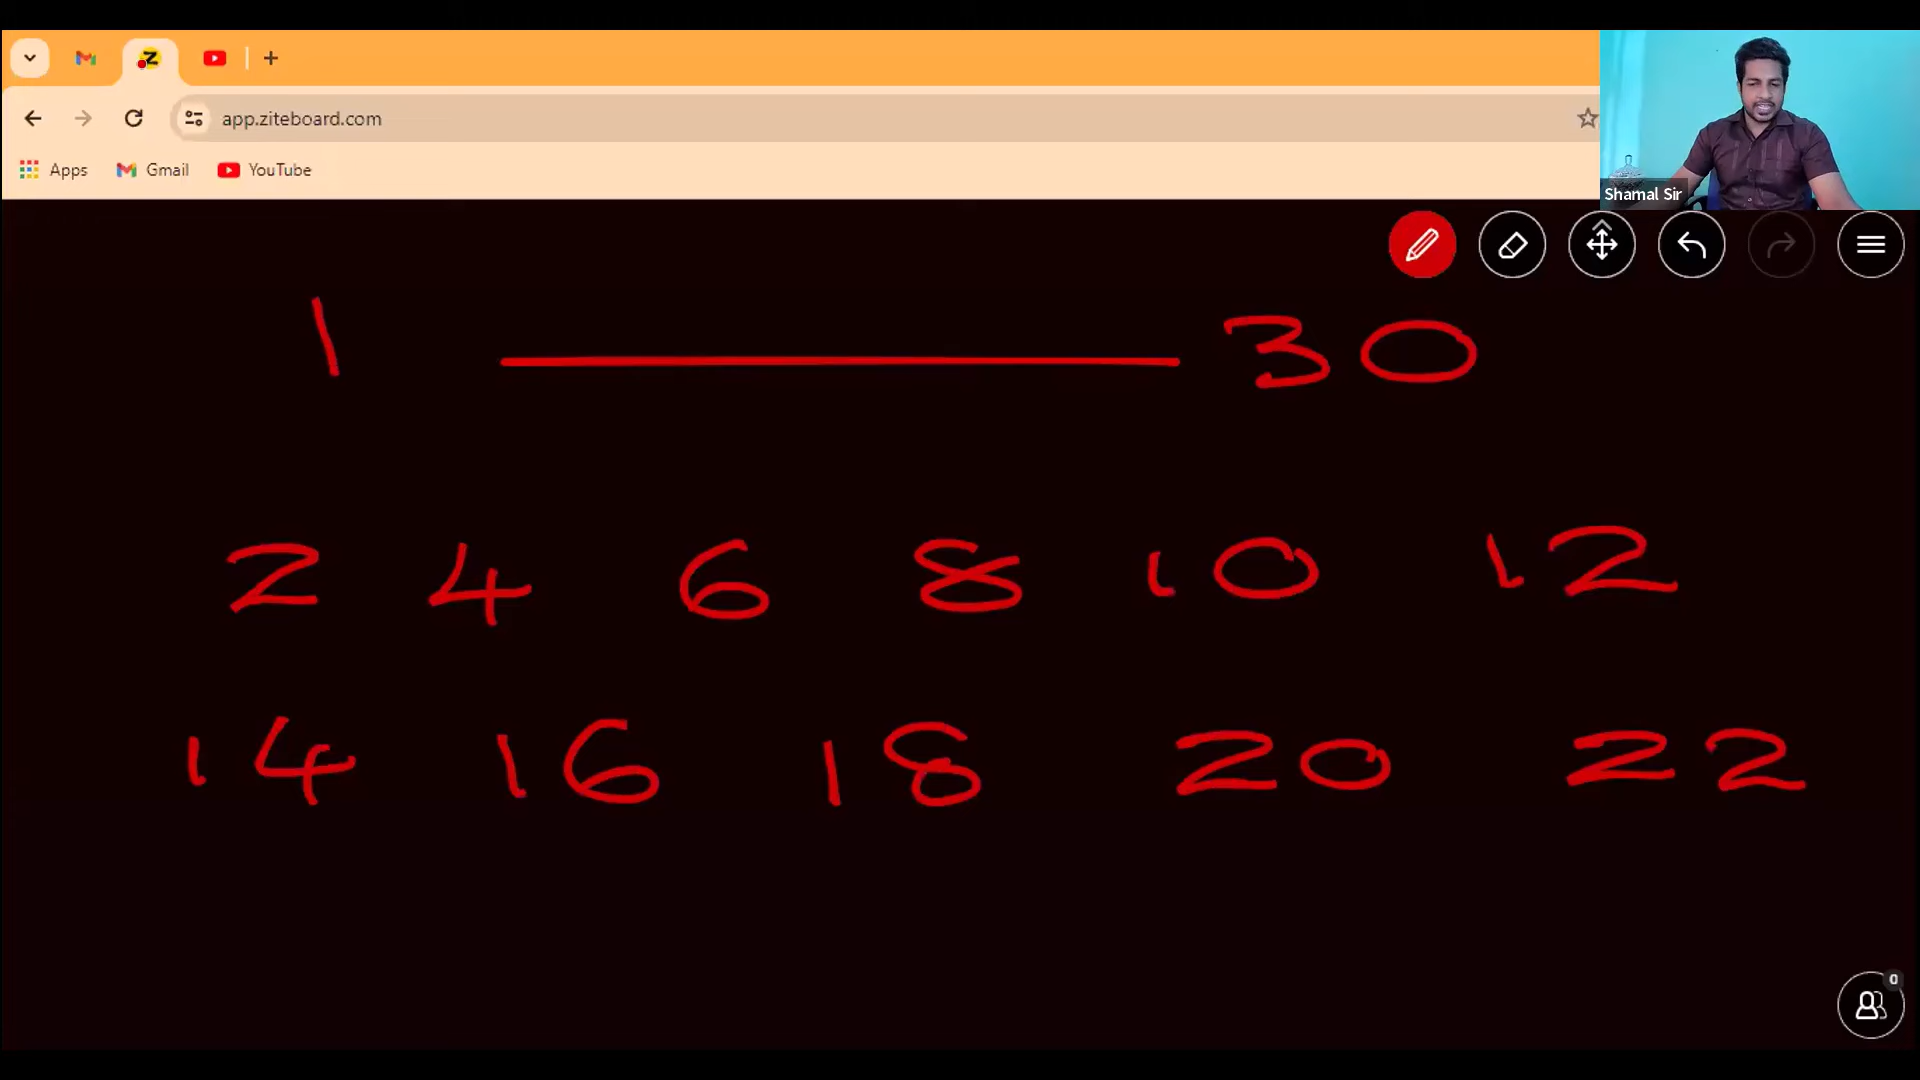 app.ziteboard.com
Apps Gmail YouTube
Shamal Sir
1 — 30
2 4 6 8 10 12
14 16 18 20 22
0